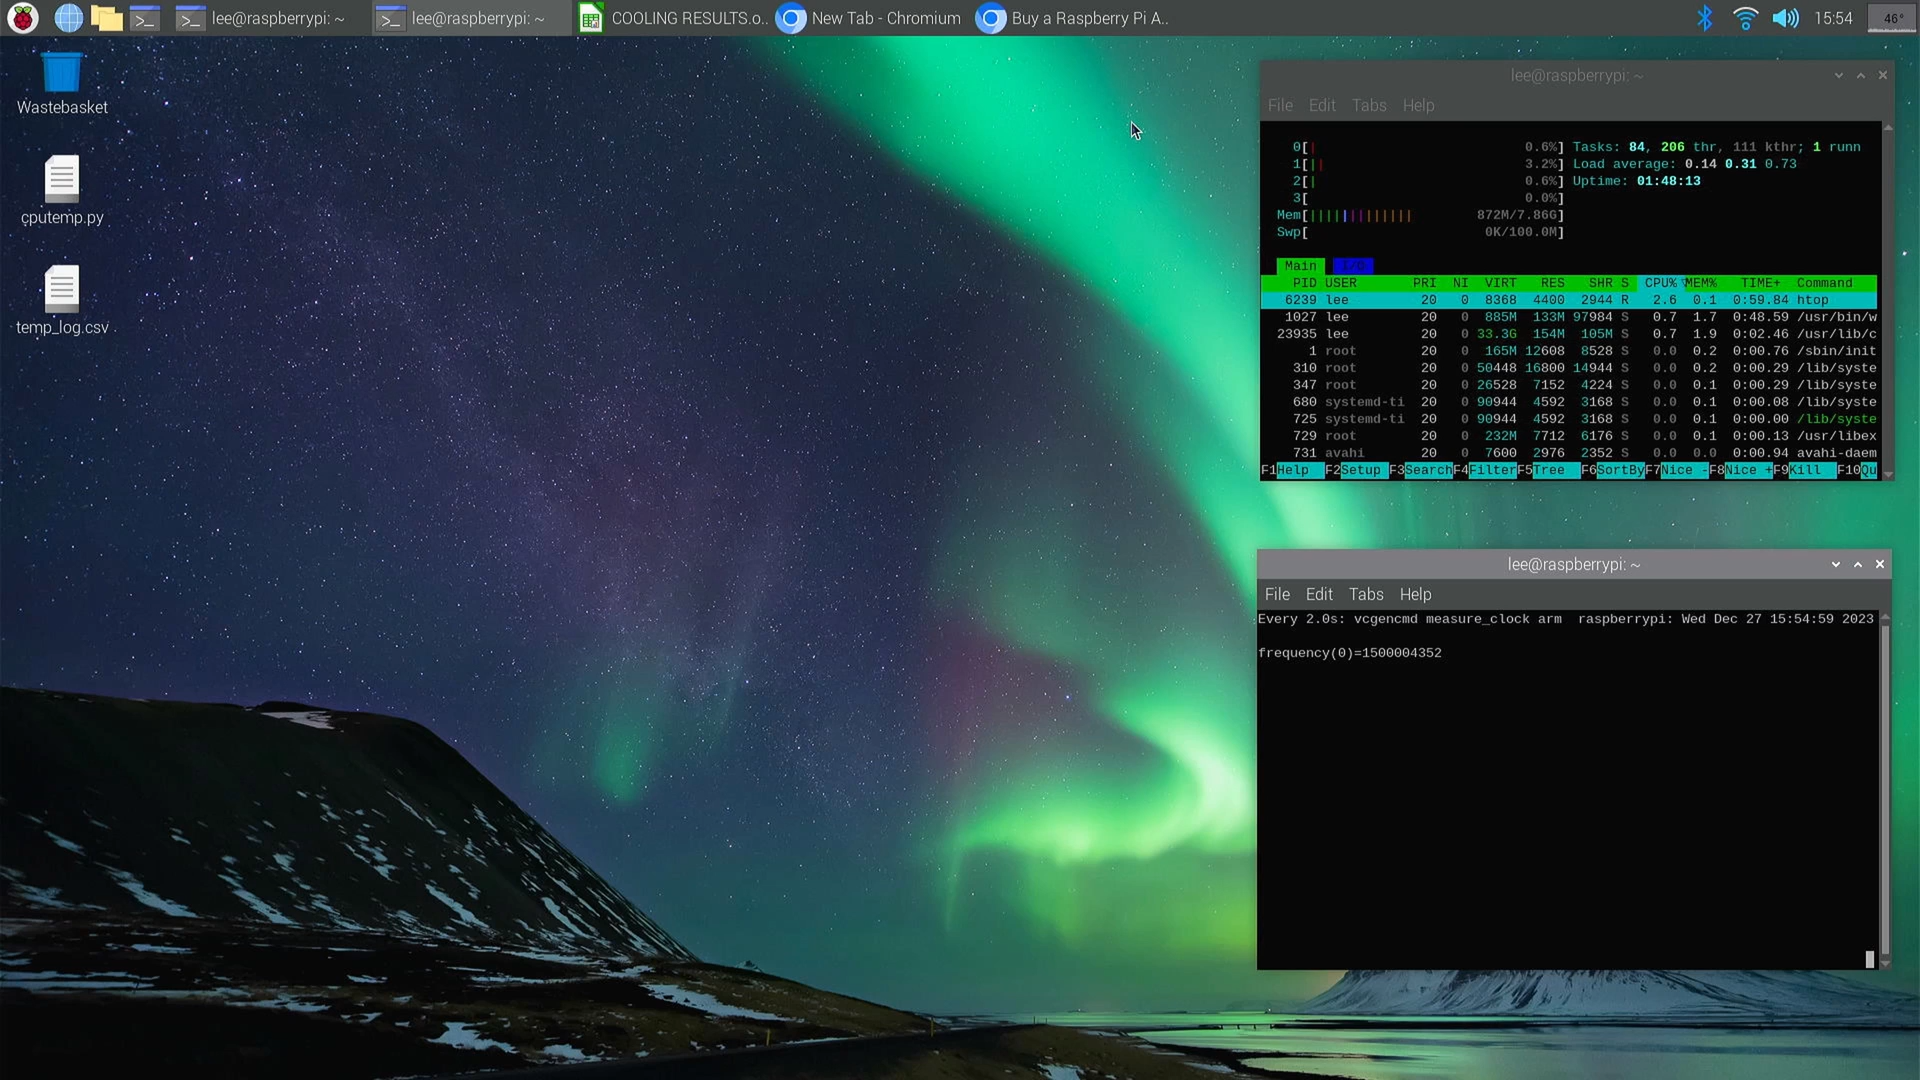 lee@raspberrypi: ~
lee@raspberrypi: ~
COOLING RESULTS.o..
New Tab - Chromium
Buy a Raspberry Pi A..
15:54
46°
Wastebasket
cputemp.py
temp_log.csv
lee@raspberrypi: ~
File Edit Tabs Help
0[| 0.6%] Tasks: 84, 206 thr, 111 kthr; 1 runn
1[|| 3.2%] Load average: 0.14 0.31 0.73
2[| 0.6%] Uptime: 01:48:13
3[ 0.0%]
Mem[||||||||||||| 872M/7.86G]
Swp[ 0K/100.0M]
Main I/O
PID USER PRI NI VIRT RES SHR S CPU%▽MEM% TIME+ Command
6239 lee 20 0 8368 4400 2944 R 2.6 0.1 0:59.84 htop
1027 lee 20 0 885M 133M 97984 S 0.7 1.7 0:48.59 /usr/bin/w
23935 lee 20 0 33.3G 154M 105M S 0.7 1.9 0:02.46 /usr/lib/c
1 root 20 0 165M 12608 8528 S 0.0 0.2 0:00.76 /sbin/init
310 root 20 0 50448 16800 14944 S 0.0 0.2 0:00.29 /lib/syste
347 root 20 0 26528 7152 4224 S 0.0 0.1 0:00.29 /lib/syste
680 systemd-ti 20 0 90944 4592 3168 S 0.0 0.1 0:00.08 /lib/syste
725 systemd-ti 20 0 90944 4592 3168 S 0.0 0.1 0:00.00 /lib/syste
729 root 20 0 232M 7712 6176 S 0.0 0.1 0:00.13 /usr/libex
731 avahi 20 0 7600 2976 2352 S 0.0 0.0 0:00.94 avahi-daem
F1Help F2Setup F3SearchF4FilterF5Tree F6SortByF7Nice -F8Nice +F9Kill F10Qu
lee@raspberrypi: ~
File Edit Tabs Help
Every 2.0s: vcgencmd measure_clock arm raspberrypi: Wed Dec 27 15:54:59 2023
frequency(0)=1500004352